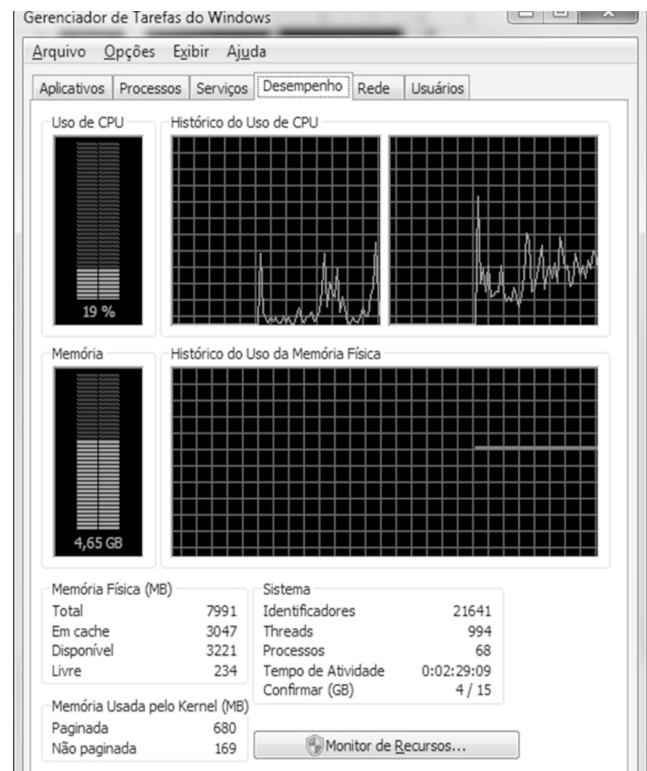 Gerenciador de Tarefas do Windows
Arquivo Opções Exibir Ajuda
Aplicativos Processos Serviços Desempenho Rede Usuários
Uso de CPU Histórico do Uso de CPU
19 %
Memória Histórico do Uso da Memória Física
4,65 GB
Memória Física (MB)
Total 7991
Em cache 3047
Disponível 3221
Livre 234
Sistema
Identificadores 21641
Threads 994
Processos 68
Tempo de Atividade 0:02:29:09
Confirmar (GB) 4 / 15
Memória Usada pelo Kernel (MB)
Paginada 680
Não paginada 169
Monitor de Recursos...